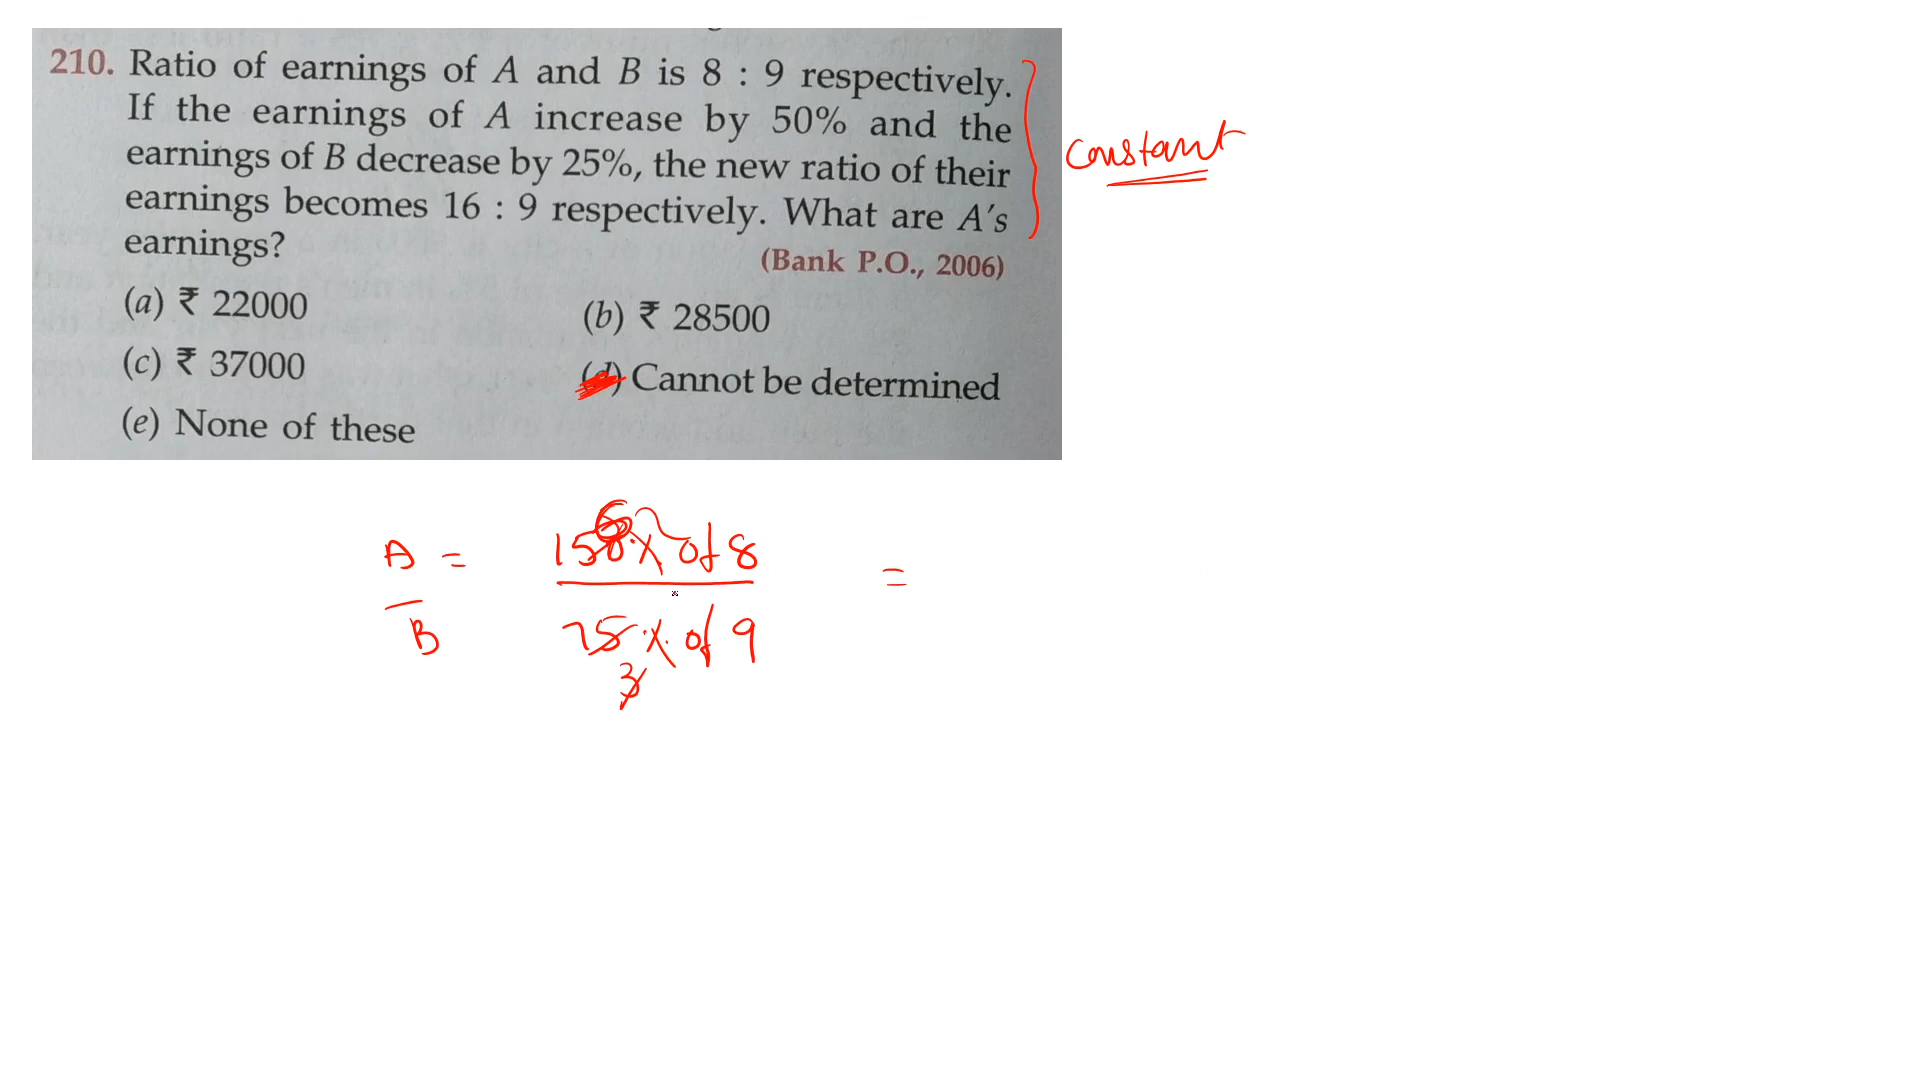 210. Ratio of earnings of A and B is 8 : 9 respectively.
If the earnings of A increase by 50% and the
earnings of B decrease by 25%, the new ratio of their
earnings becomes 16 : 9 respectively. What are A's
earnings?
(Bank P.O., 2006)
(a) ₹ 22000
(b) ₹ 28500
(c) ₹ 37000
(d) Cannot be determined
(e) None of these
constant
A = 150% of 8 =
B 75% of 9
6
3